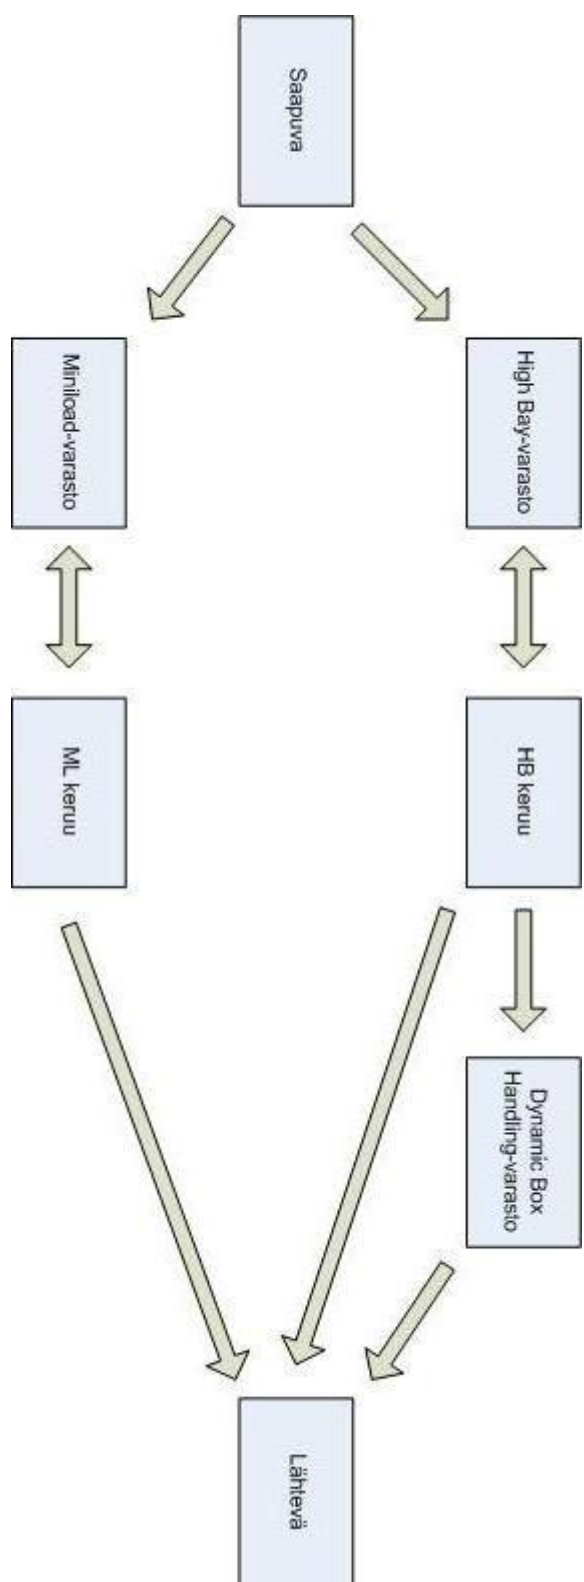 Saapuva
High Bay-varasto
Miniload-varasto
HB keruu
ML keruu
Dynamic Box
Handling-varasto
Lähtevä